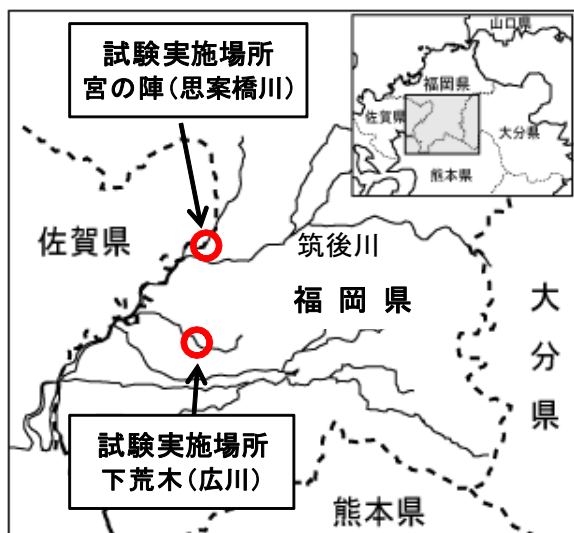 試験実施場所
宮の陣(思案橋川)
山口県
福岡県
佐賀県
大分県
熊本県
佐賀県
筑後川
福岡県
大分県
試験実施場所
下荒木(広川)
熊本県